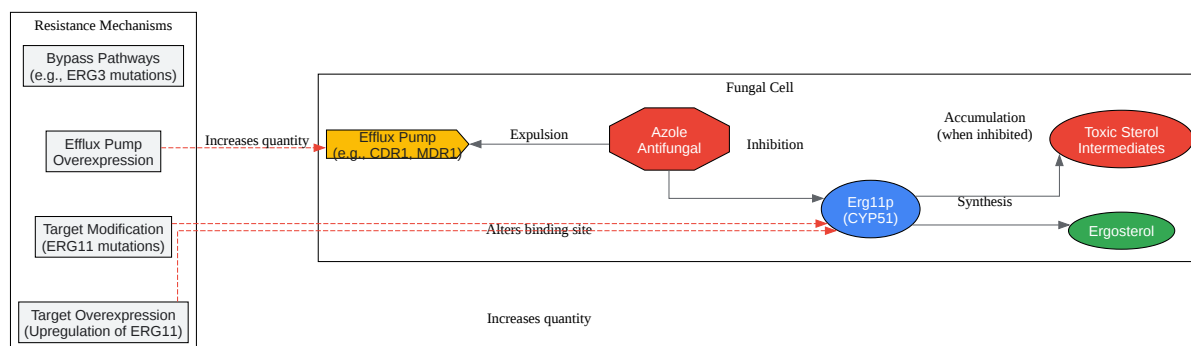 Resistance Mechanisms
Bypass Pathways
(e.g., ERG3 mutations)
Efflux Pump
Overexpression
Target Modification
(ERG11 mutations)
Target Overexpression
(Upregulation of ERG11)
Increases quantity
Fungal Cell
Efflux Pump
(e.g., CDR1, MDR1)
Expulsion
Azole
Antifungal
Inhibition
Accumulation
(when inhibited)
Toxic Sterol
Intermediates
Erg11p
(CYP51)
Synthesis
Ergosterol
Alters binding site
Increases quantity